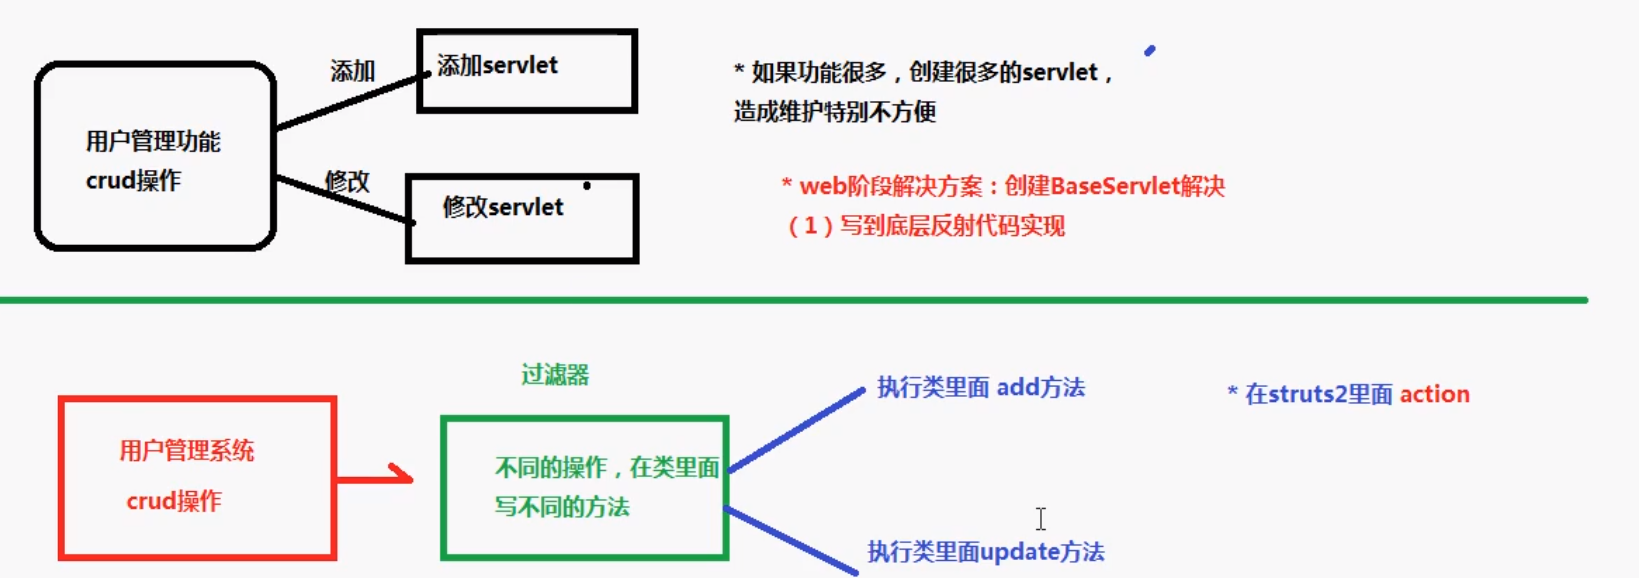 添加
添加servlet
* 如果功能很多，创建很多的servlet，
造成维护特别不方便
用户管理功能
crud操作
修改
修改servlet
* web阶段解决方案：创建BaseServlet解决
（1）写到底层反射代码实现
过滤器
执行类里面 add方法
* 在struts2里面 action
用户管理系统
crud操作
不同的操作，在类里面
写不同的方法
执行类里面update方法